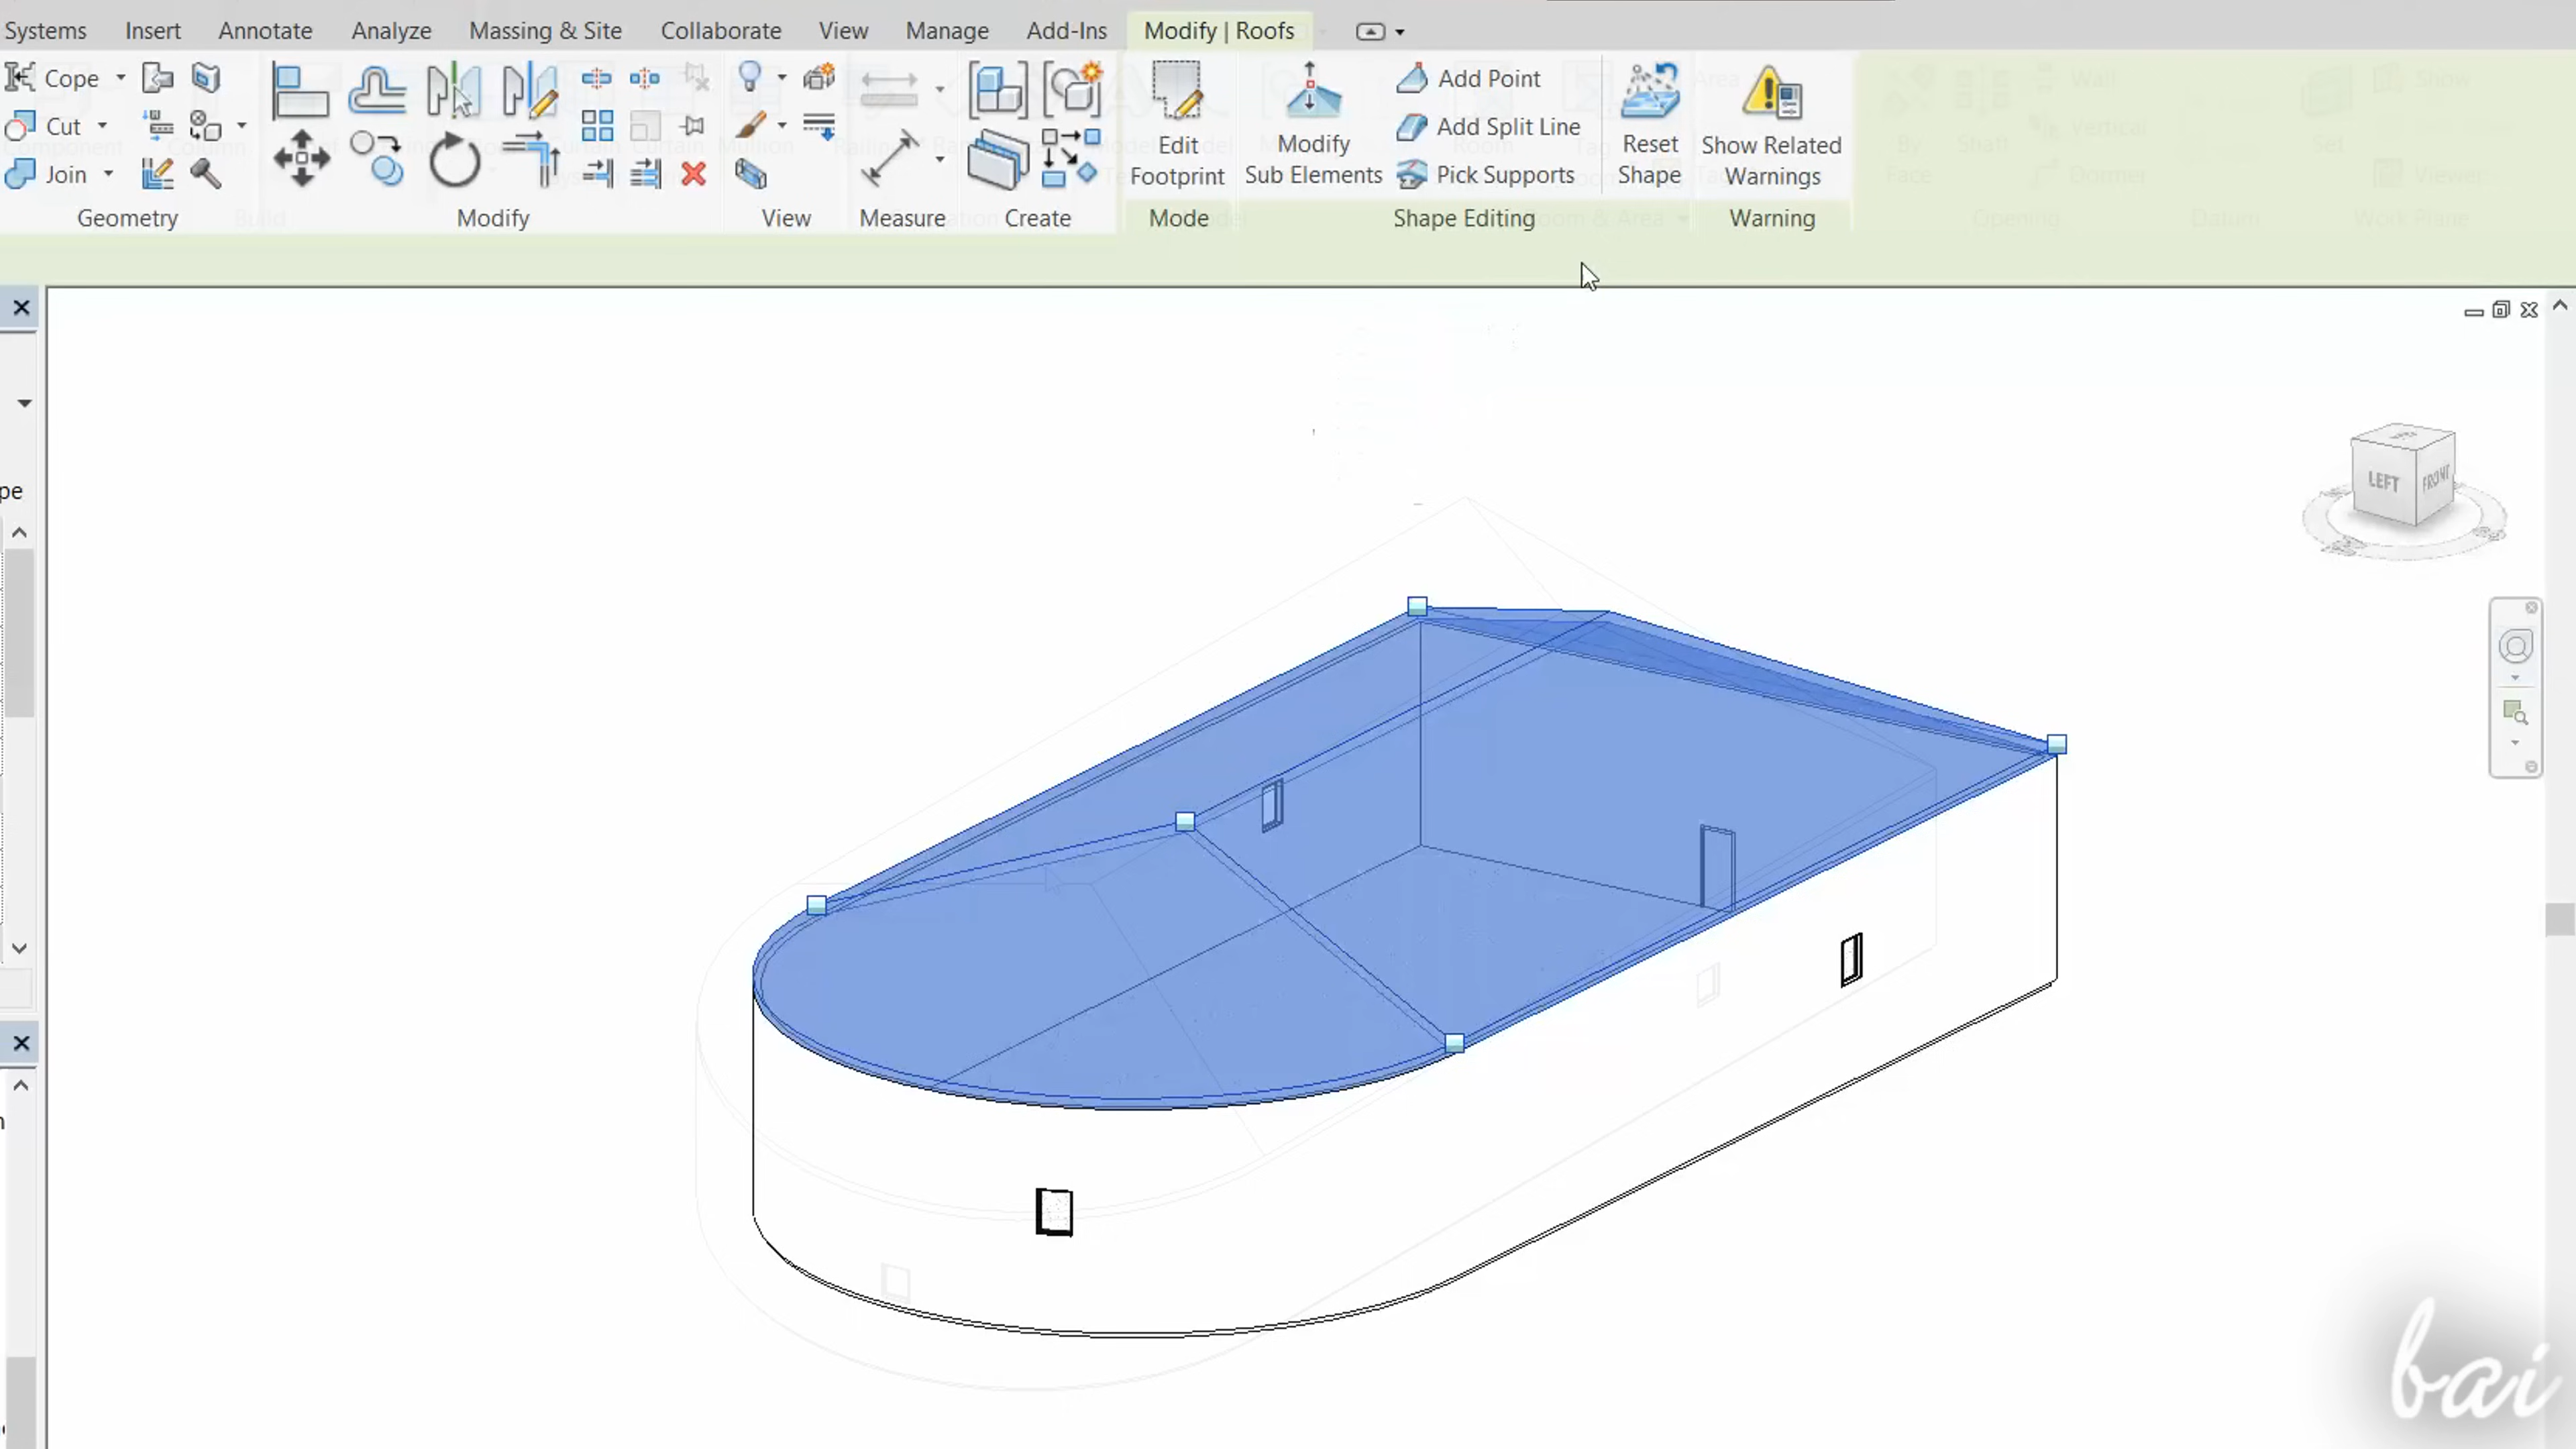 Systems Insert Annotate Analyze Massing & Site Collaborate View Manage Add-Ins Modify | Roofs
Cope Add Point
Cut Edit Modify Add Split Line Reset Show Related
Join Footprint Sub Elements Pick Supports Shape Warnings
Geometry Modify View Measure Create Mode Shape Editing Warning
LEFT FRONT
pe
bai